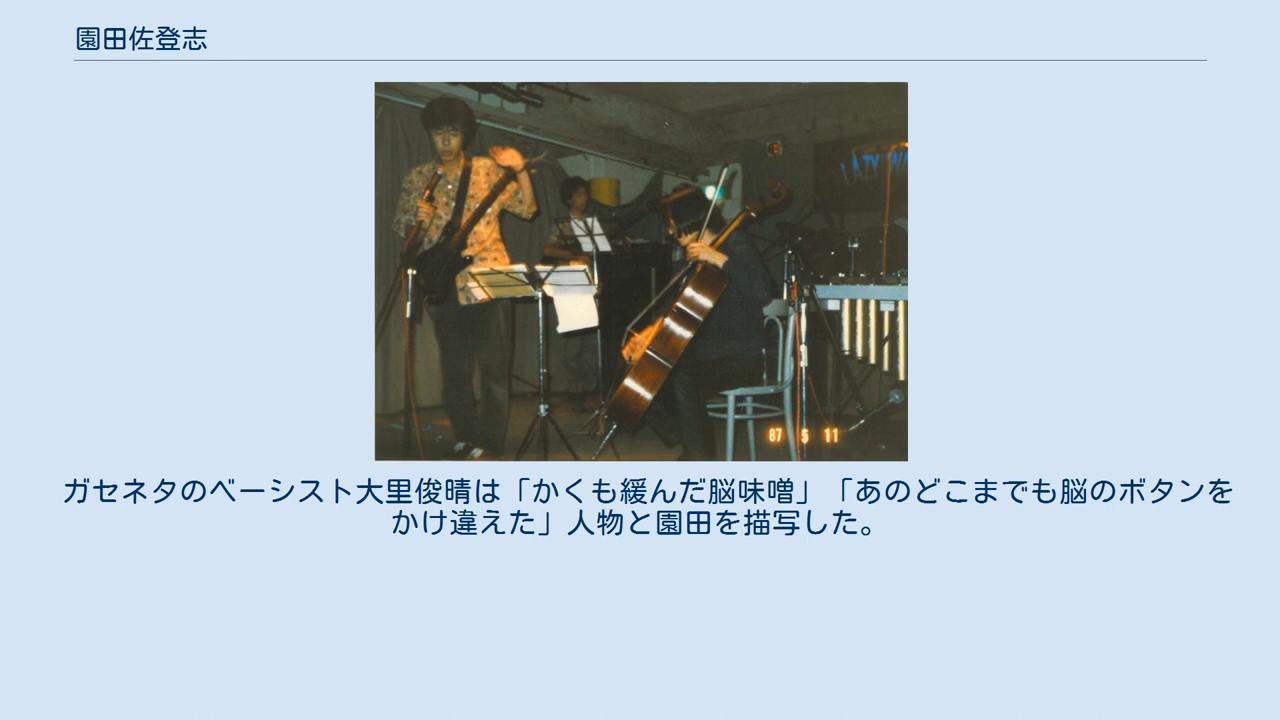 園田佐登志
LAZY
87 5 11
ガセネタのベーシスト大里俊晴は「かくも緩んだ脳味噌」「あのどこまでも脳のボタンを
かけ違えた」人物と園田を描写した。